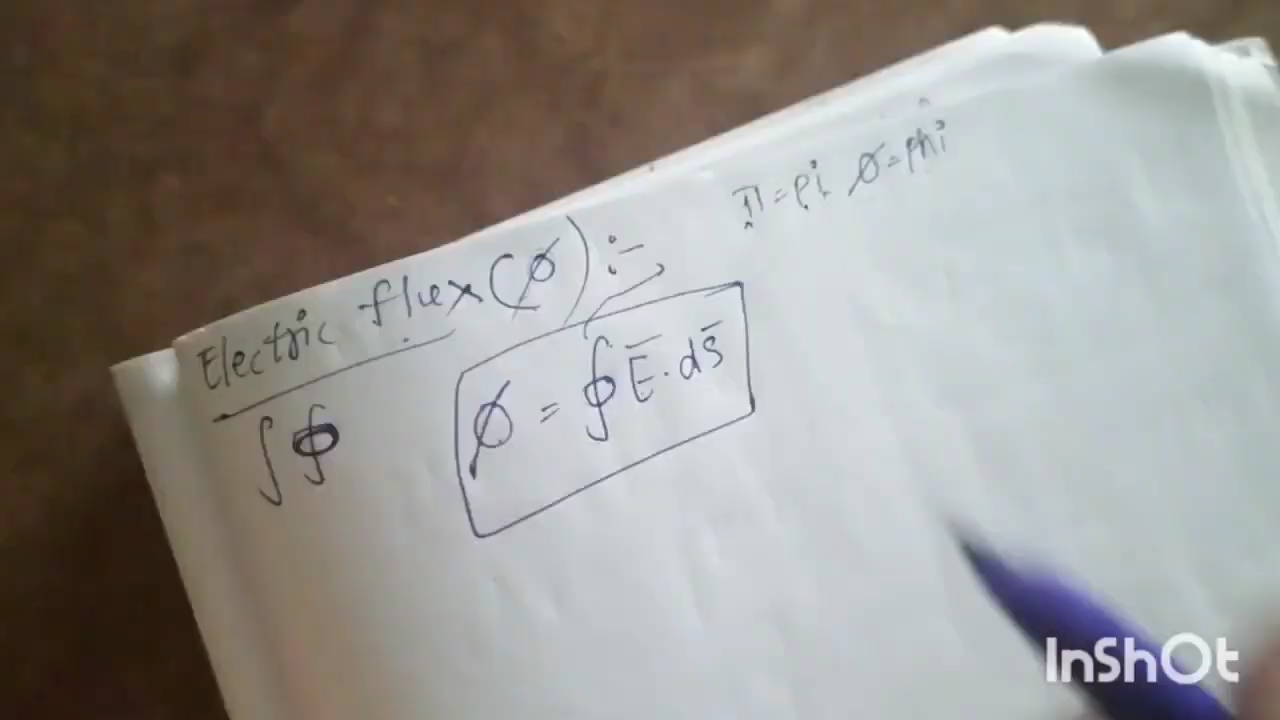 π = pi ϕ = phi
Electric flux (ϕ) :-
∫ ∮
ϕ = ∮ E̅ . dS̅
InShOt